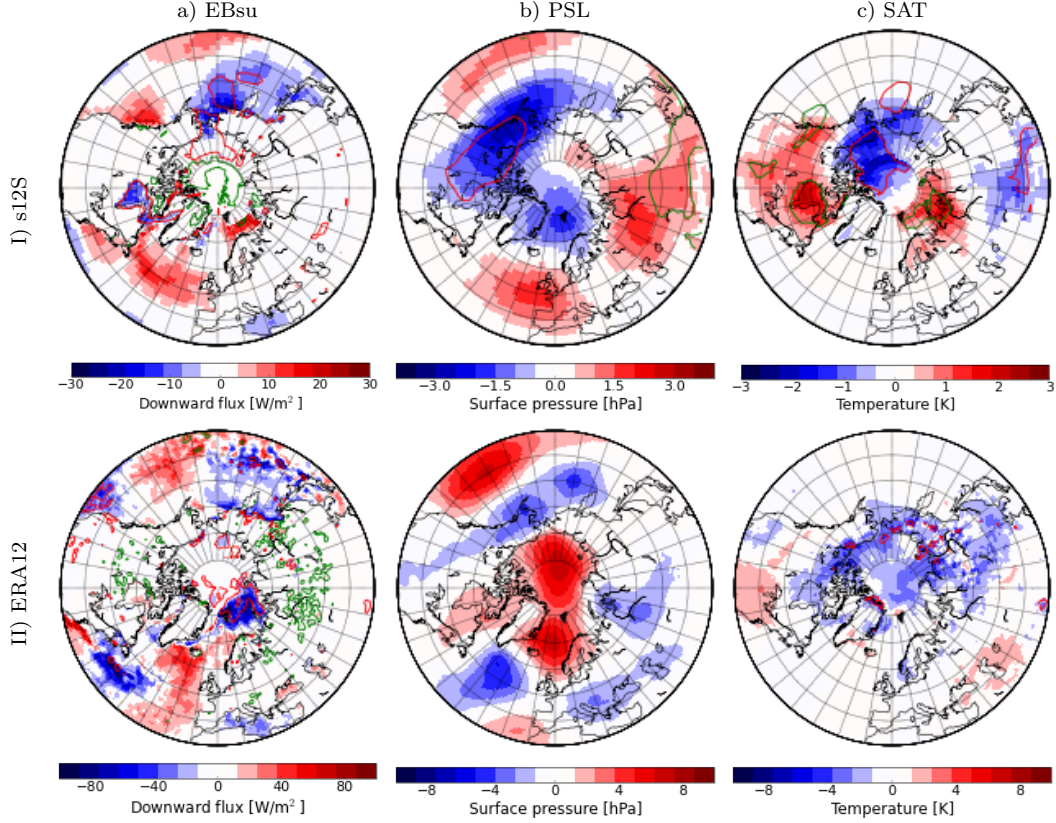 a) EBsu b) PSL c) SAT
I) s12S
−30 −20 −10 0 10 20 30
Downward flux [W/m² ]
−3.0 −1.5 0.0 1.5 3.0
Surface pressure [hPa]
−3 −2 −1 0 1 2 3
Temperature [K]
II) ERA12
−80 −40 0 40 80
Downward flux [W/m² ]
−8 −4 0 4 8
Surface pressure [hPa]
−8 −4 0 4 8
Temperature [K]